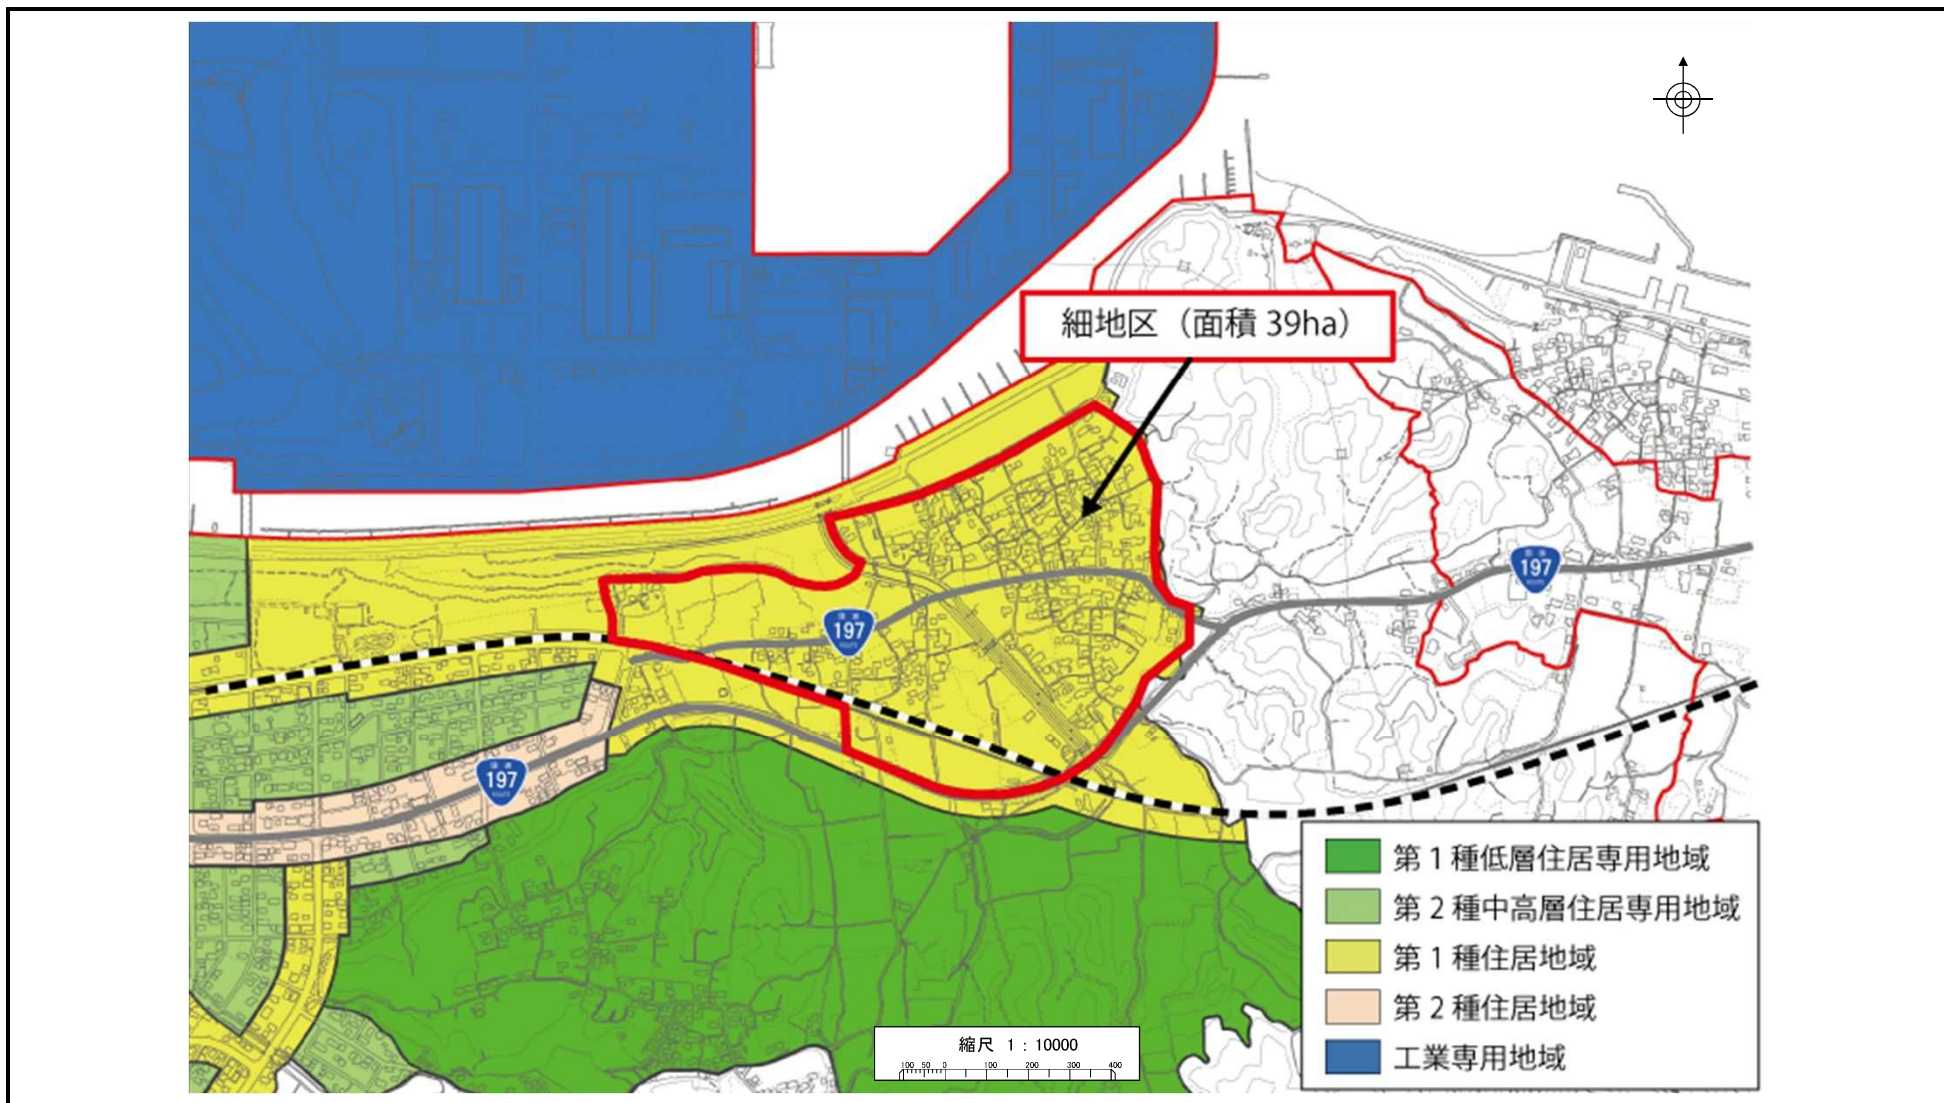 細地区（面積 39ha）
197
197
197
第１種低層住居専用地域
第２種中高層住居専用地域
第１種住居地域
第２種住居地域
工業専用地域
縮尺 1：10000
100 50 0 100 200 300 400